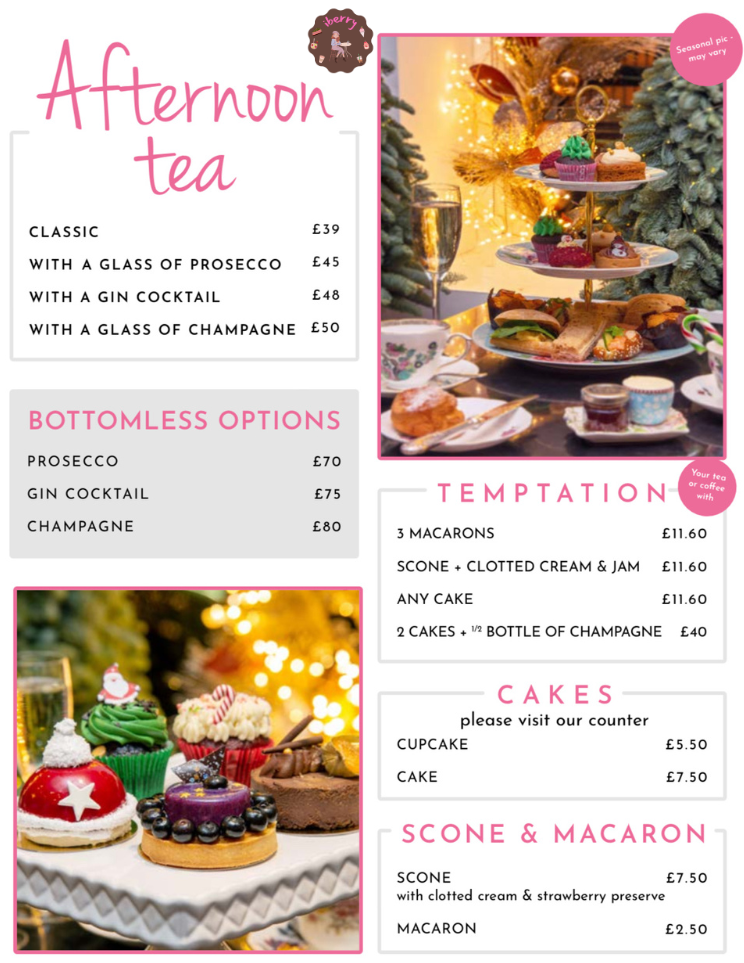 iberry
Seasonal pic -
may vary
Afternoon
tea
CLASSIC £39
WITH A GLASS OF PROSECCO £45
WITH A GIN COCKTAIL £48
WITH A GLASS OF CHAMPAGNE £50
BOTTOMLESS OPTIONS
PROSECCO £70
GIN COCKTAIL £75
CHAMPAGNE £80
TEMPTATION
Your tea
or coffee
with
3 MACARONS £11.60
SCONE + CLOTTED CREAM & JAM £11.60
ANY CAKE £11.60
2 CAKES + 1/2 BOTTLE OF CHAMPAGNE £40
CAKES
please visit our counter
CUPCAKE £5.50
CAKE £7.50
SCONE & MACARON
SCONE £7.50
with clotted cream & strawberry preserve
MACARON £2.50